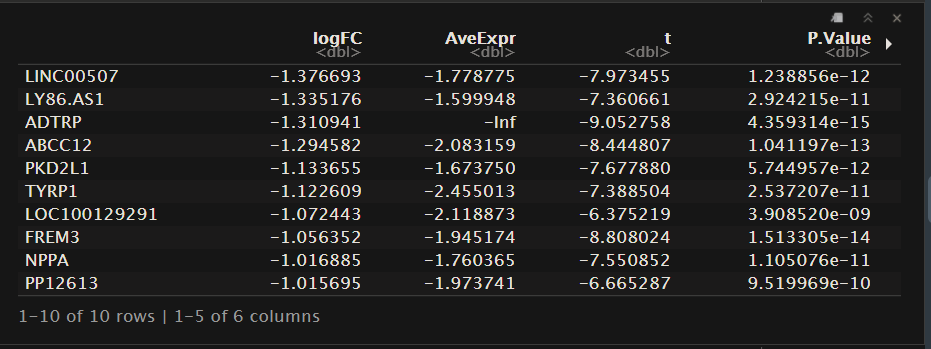 logFC AveExpr t P.Value
<dbl> <dbl> <dbl> <dbl>
LINC00507 -1.376693 -1.778775 -7.973455 1.238856e-12
LY86.AS1 -1.335176 -1.599948 -7.360661 2.924215e-11
ADTRP -1.310941 -Inf -9.052758 4.359314e-15
ABCC12 -1.294582 -2.083159 -8.444807 1.041197e-13
PKD2L1 -1.133655 -1.673750 -7.677880 5.744957e-12
TYRP1 -1.122609 -2.455013 -7.388504 2.537207e-11
LOC100129291 -1.072443 -2.118873 -6.375219 3.908520e-09
FREM3 -1.056352 -1.945174 -8.808024 1.513305e-14
NPPA -1.016885 -1.760365 -7.550852 1.105076e-11
PP12613 -1.015695 -1.973741 -6.665287 9.519969e-10
1-10 of 10 rows | 1-5 of 6 columns